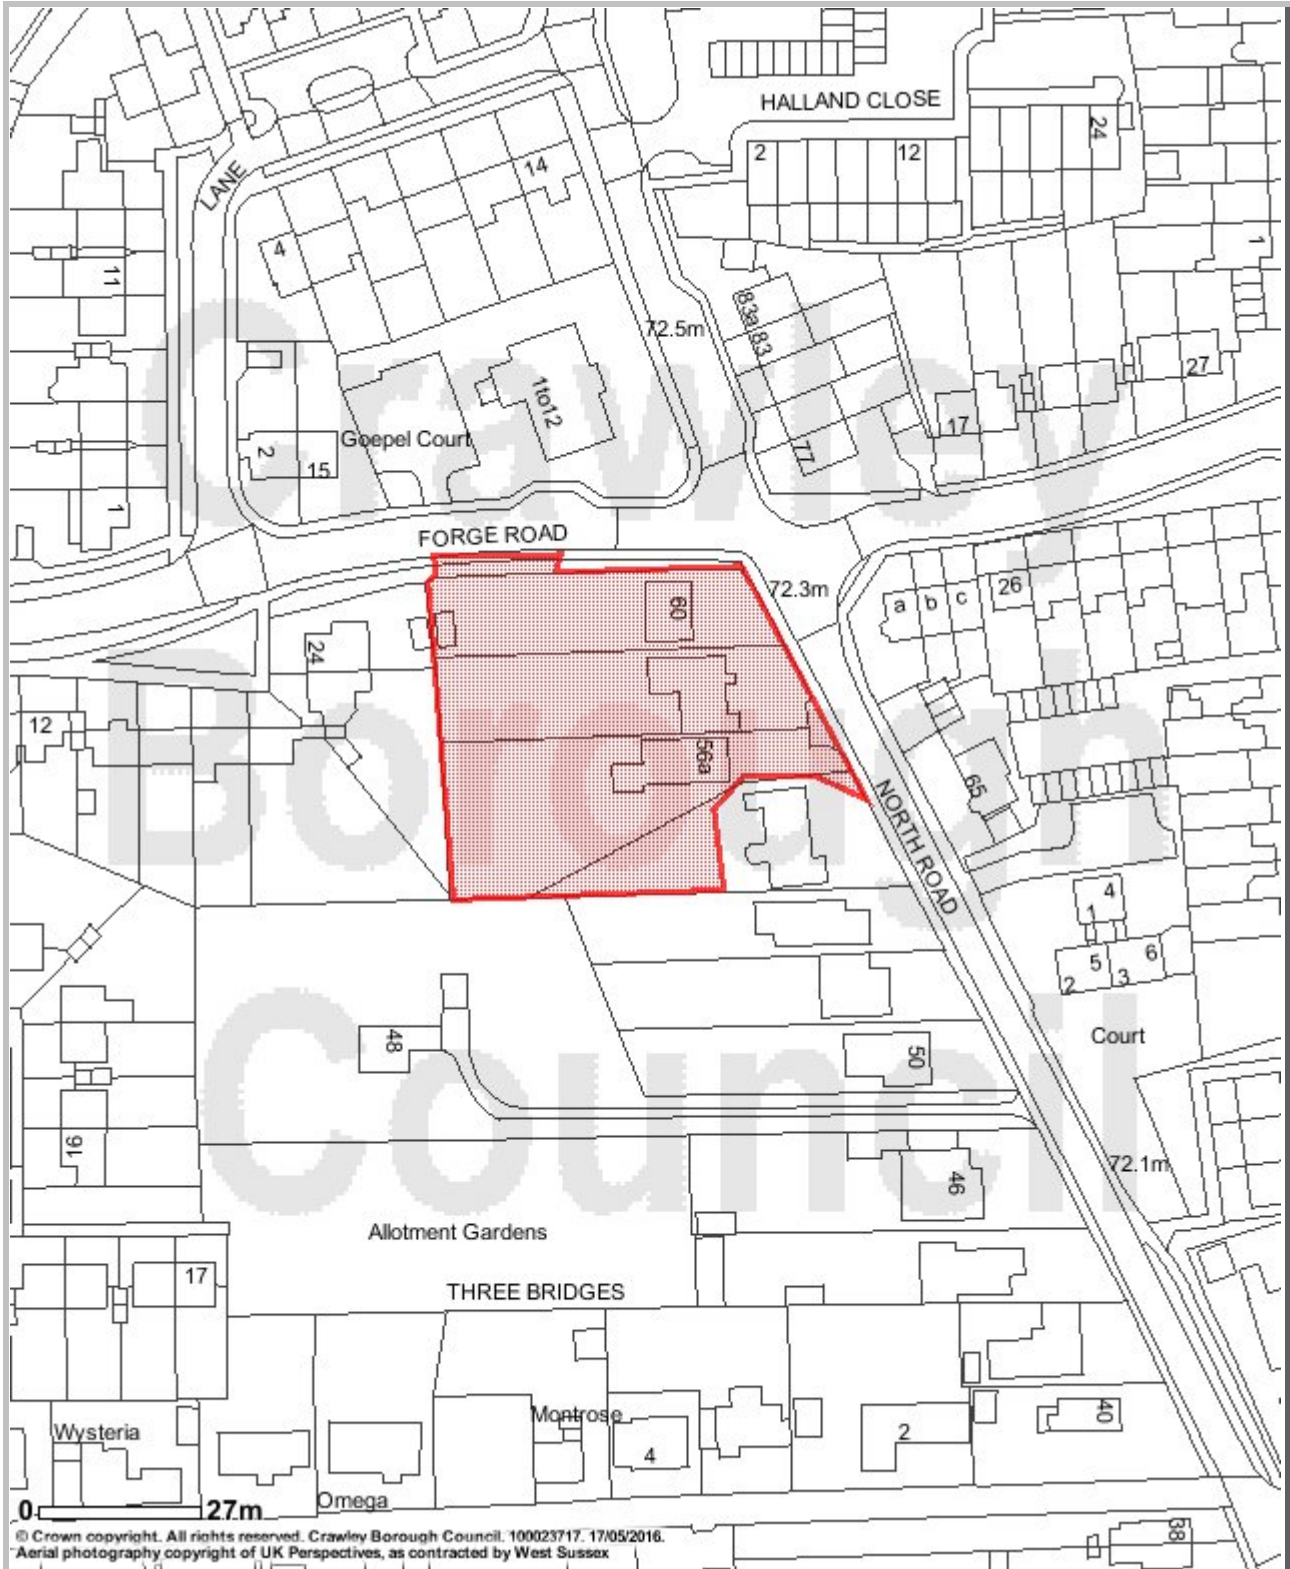 HALLAND CLOSE
24
2
12
14
LANE
4
1
11
83a
83
72.5m
27
1to12
17
Goepel Court
2
15
77
1
FORGE ROAD
72.3m
26
a
b
c
60
24
12
56a
65
NORTH ROAD
4
1
5
6
2
3
Court
48
50
16
46
72.1m
Allotment Gardens
17
THREE BRIDGES
Montrose
40
Wysteria
2
4
Omega
0
27m
38
Crawley
Borough
Council
© Crown copyright. All rights reserved. Crawley Borough Council. 100023717. 17/05/2016.
Aerial photography copyright of UK Perspectives, as contracted by West Sussex